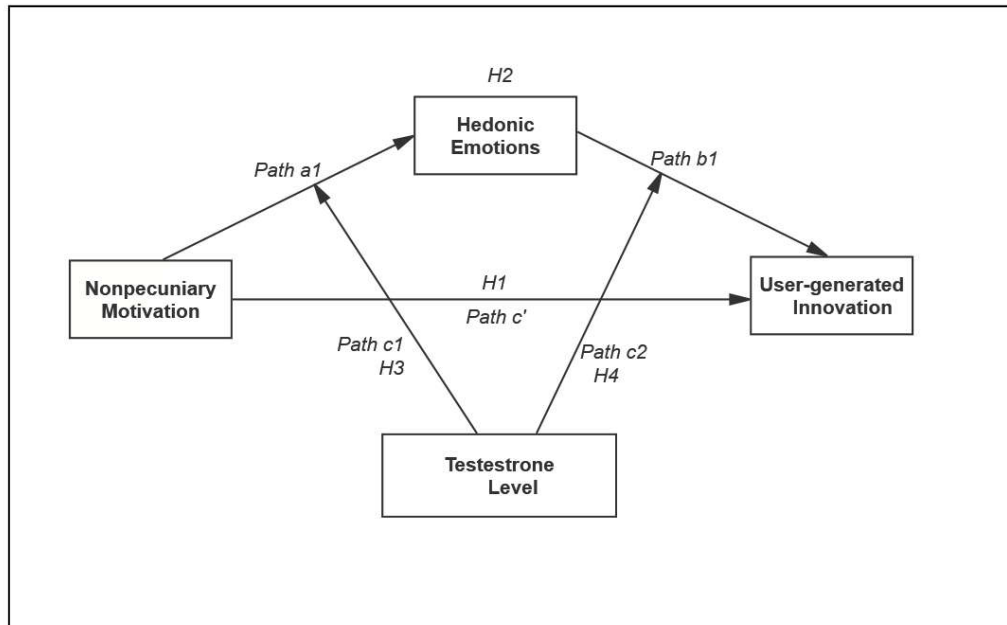 H2
Hedonic
Emotions
Path a1
Path b1
Nonpecuniary
Motivation
H1
Path c'
User-generated
Innovation
Path c1
H3
Path c2
H4
Testestrone
Level